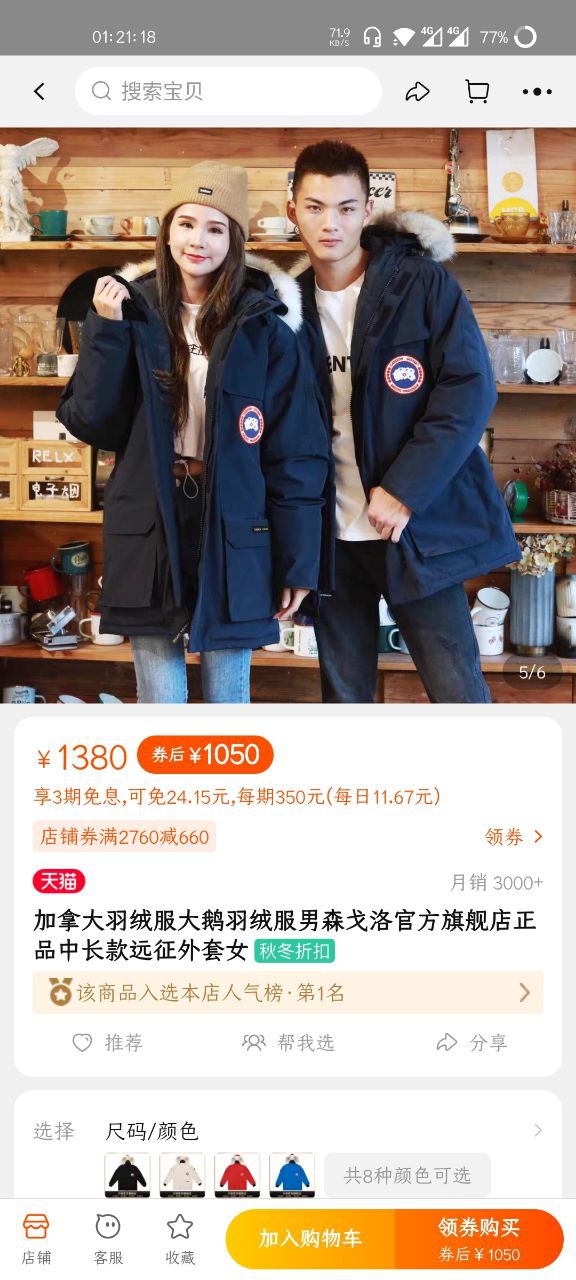 01:21:18
71.9
KB/S
4G
4G
77%
搜索宝贝
RELX
电子烟
5/6
￥1380
券后￥1050
享3期免息,可免24.15元,每期350元(每日11.67元)
店铺券满2760减660
领券
天猫
月销 3000+
加拿大羽绒服大鹅羽绒服男森戈洛官方旗舰店正
品中长款远征外套女
秋冬折扣
该商品入选本店人气榜·第1名
推荐
帮我选
分享
选择
尺码/颜色
共8种颜色可选
店铺
客服
收藏
加入购物车
领券购买
券后￥1050